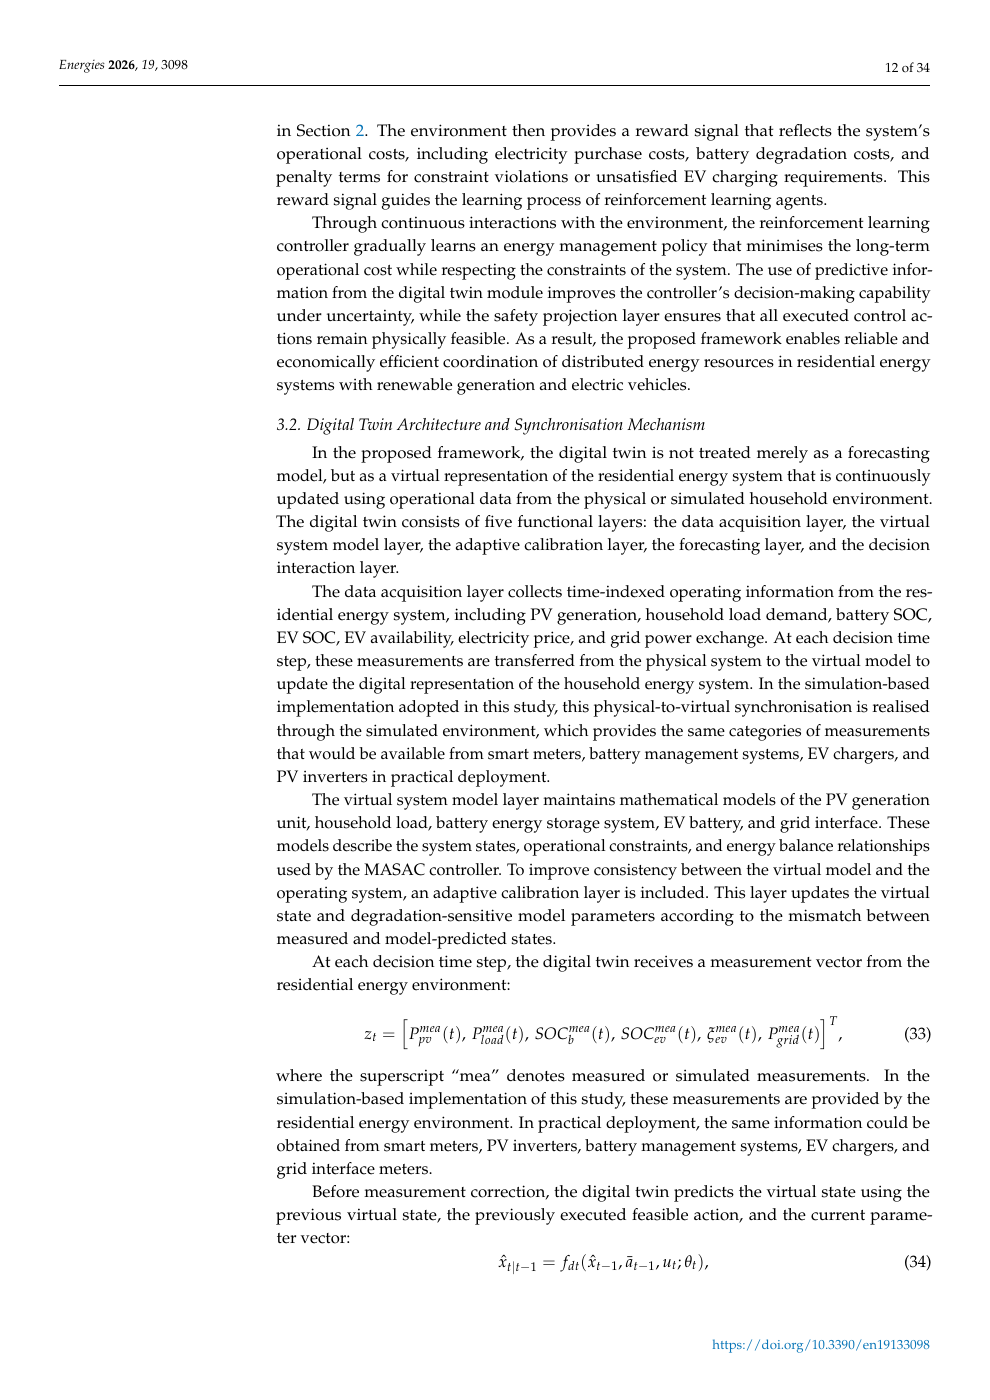 Energies 2026, 19, 3098
12 of 34
in Section 2. The environment then provides a reward signal that reflects the system’s
operational costs, including electricity purchase costs, battery degradation costs, and
penalty terms for constraint violations or unsatisfied EV charging requirements. This
reward signal guides the learning process of reinforcement learning agents.
Through continuous interactions with the environment, the reinforcement learning
controller gradually learns an energy management policy that minimises the long-term
operational cost while respecting the constraints of the system. The use of predictive infor-
mation from the digital twin module improves the controller’s decision-making capability
under uncertainty, while the safety projection layer ensures that all executed control ac-
tions remain physically feasible. As a result, the proposed framework enables reliable and
economically efficient coordination of distributed energy resources in residential energy
systems with renewable generation and electric vehicles.
3.2. Digital Twin Architecture and Synchronisation Mechanism
In the proposed framework, the digital twin is not treated merely as a forecasting
model, but as a virtual representation of the residential energy system that is continuously
updated using operational data from the physical or simulated household environment.
The digital twin consists of five functional layers: the data acquisition layer, the virtual
system model layer, the adaptive calibration layer, the forecasting layer, and the decision
interaction layer.
The data acquisition layer collects time-indexed operating information from the res-
idential energy system, including PV generation, household load demand, battery SOC,
EV SOC, EV availability, electricity price, and grid power exchange. At each decision time
step, these measurements are transferred from the physical system to the virtual model to
update the digital representation of the household energy system. In the simulation-based
implementation adopted in this study, this physical-to-virtual synchronisation is realised
through the simulated environment, which provides the same categories of measurements
that would be available from smart meters, battery management systems, EV chargers, and
PV inverters in practical deployment.
The virtual system model layer maintains mathematical models of the PV generation
unit, household load, battery energy storage system, EV battery, and grid interface. These
models describe the system states, operational constraints, and energy balance relationships
used by the MASAC controller. To improve consistency between the virtual model and the
operating system, an adaptive calibration layer is included. This layer updates the virtual
state and degradation-sensitive model parameters according to the mismatch between
measured and model-predicted states.
At each decision time step, the digital twin receives a measurement vector from the
residential energy environment:
z_t = [P_{pv}^{mea}(t), P_{load}^{mea}(t), SOC_b^{mea}(t), SOC_{ev}^{mea}(t), ξ_{ev}^{mea}(t), P_{grid}^{mea}(t)]^T, (33)
where the superscript “mea” denotes measured or simulated measurements. In the
simulation-based implementation of this study, these measurements are provided by the
residential energy environment. In practical deployment, the same information could be
obtained from smart meters, PV inverters, battery management systems, EV chargers, and
grid interface meters.
Before measurement correction, the digital twin predicts the virtual state using the
previous virtual state, the previously executed feasible action, and the current parame-
ter vector:
x̂_{t|t−1} = f_{dt}(x̂_{t−1}, ā_{t−1}, u_t; θ_t), (34)
https://doi.org/10.3390/en19133098